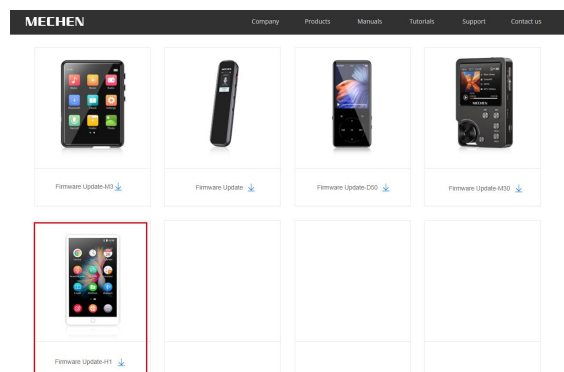 MECHEN
Company Products Manuals Tutorials Support Contact us
Firmware Update-M3
Firmware Update
Firmware Update-D50
MECHEN
Firmware Update-M30
Firmware Update-H1